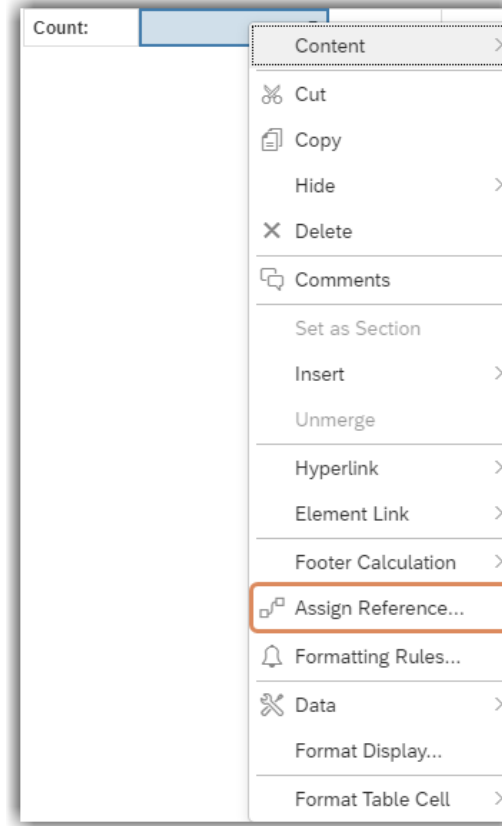 Count:
Content
Cut
Copy
Hide
Delete
Comments
Set as Section
Insert
Unmerge
Hyperlink
Element Link
Footer Calculation
Assign Reference...
Formatting Rules...
Data
Format Display...
Format Table Cell